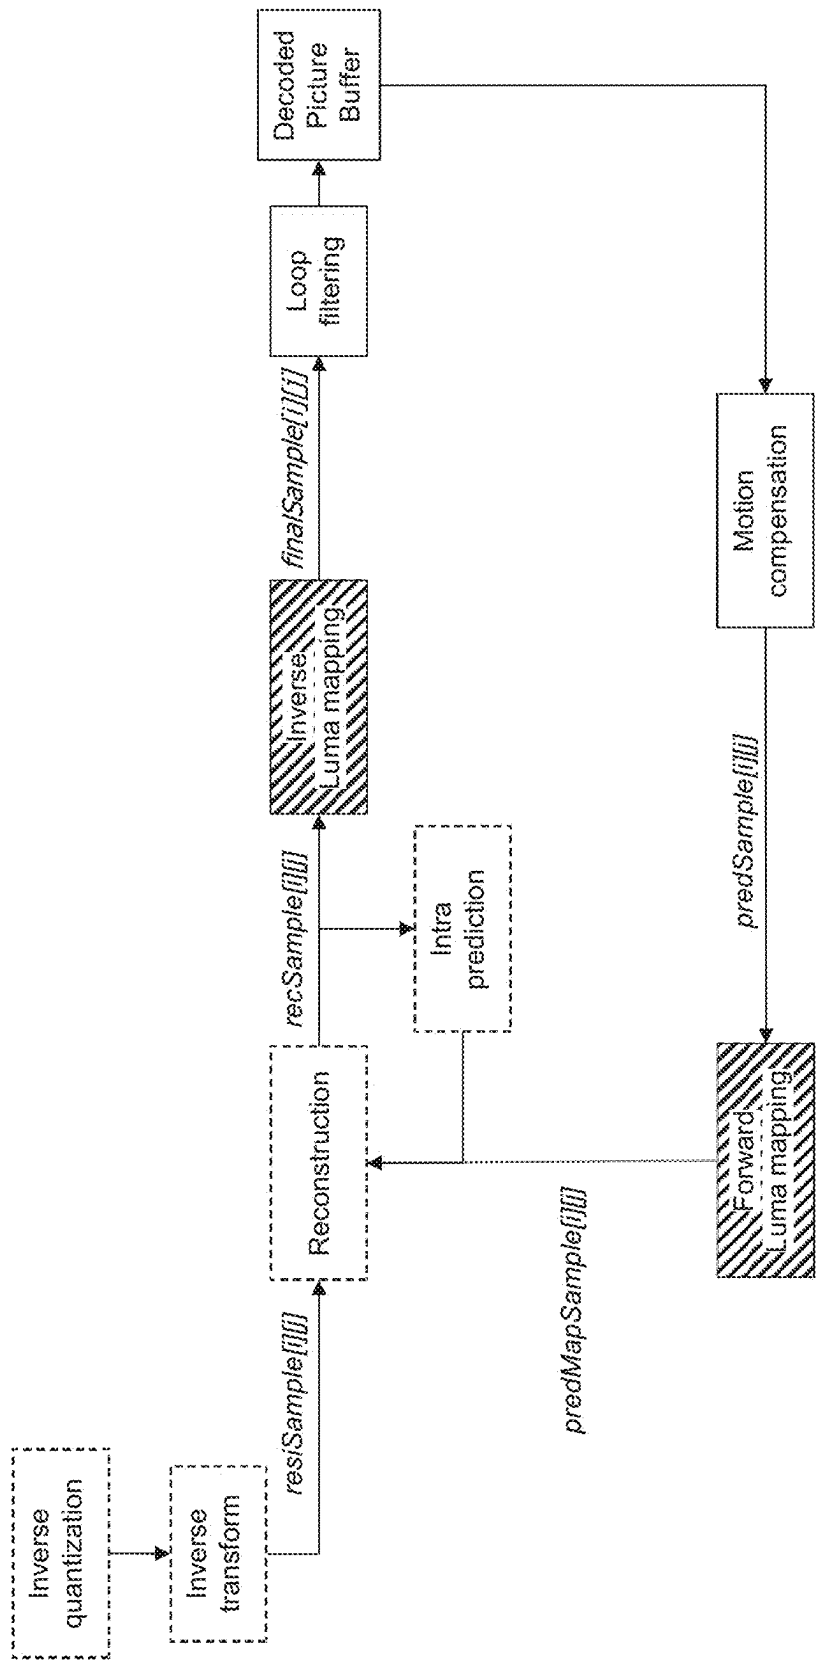 Inverse
quantization
Inverse
transform
resiSample[i][j]
Reconstruction
recSample[i][j]
Intra
prediction
Inverse
Luma mapping
finalSample[i][j]
Loop
filtering
Decoded
Picture
Buffer
Motion
compensation
predSample[i][j]
Forward
Luma mapping
predMapSample[i][j]